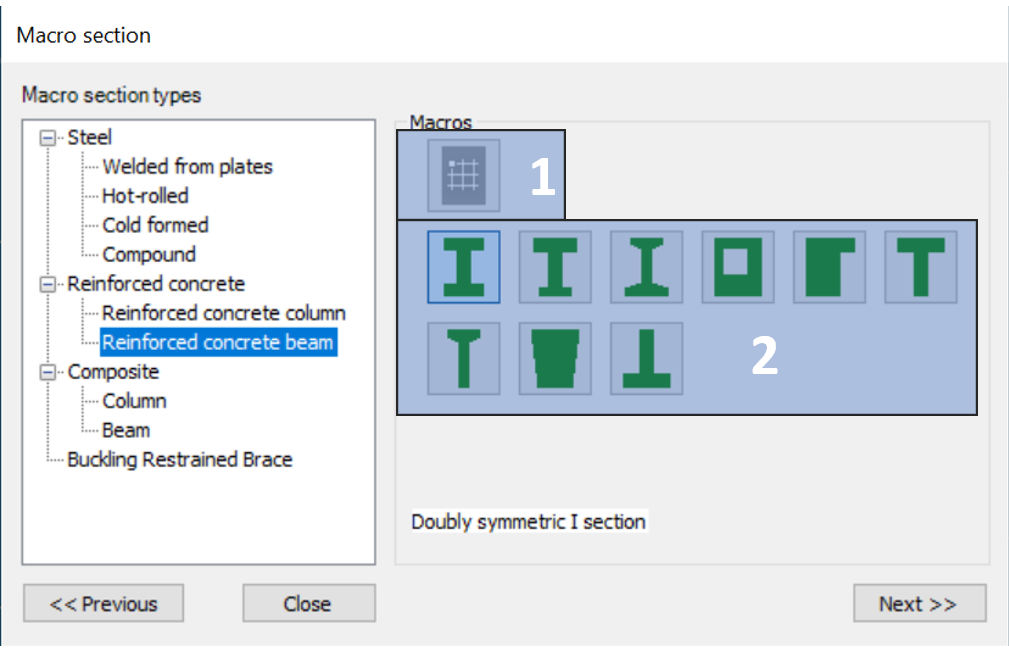 Macro section
Macro section types
Steel
Welded from plates
Hot-rolled
Cold formed
Compound
Reinforced concrete
Reinforced concrete column
Reinforced concrete beam
Composite
Column
Beam
Buckling Restrained Brace
Macros
1
2
Doubly symmetric I section
<< Previous
Close
Next >>